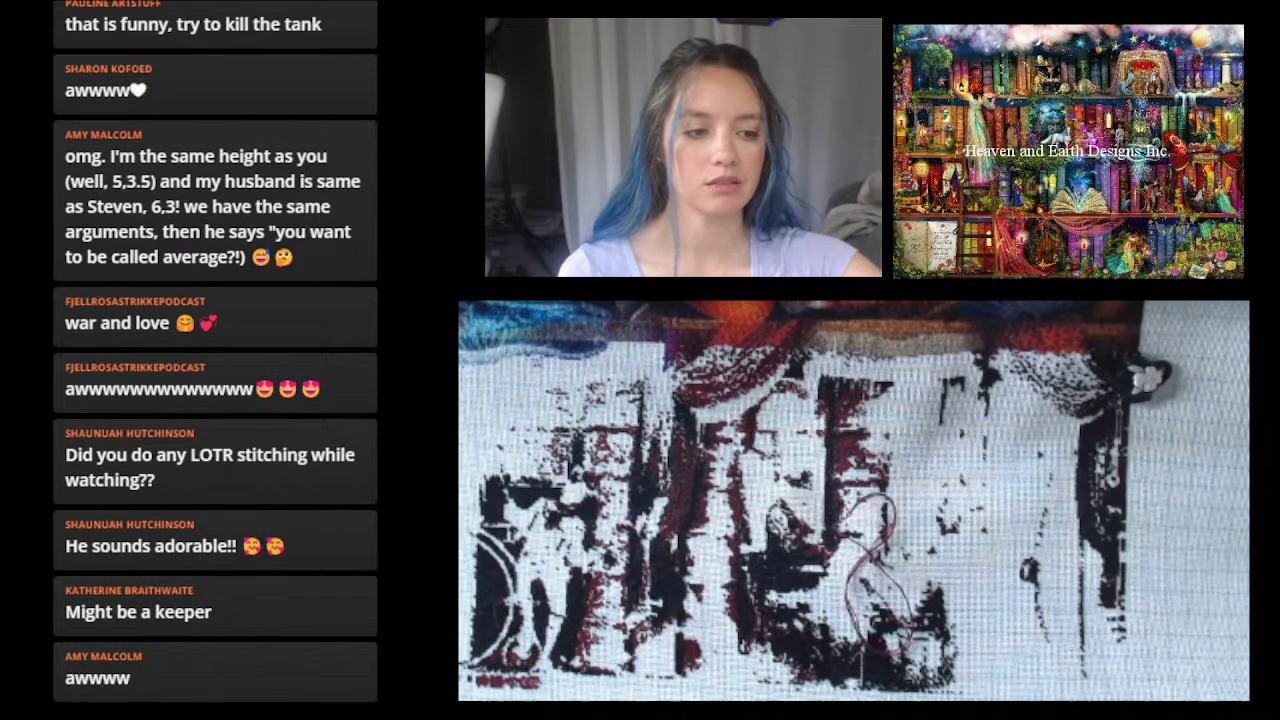 PAULINE ARTSTUFF
that is funny, try to kill the tank
SHARON KOFOED
awwww🤍
AMY MALCOLM
omg. I'm the same height as you
(well, 5,3.5) and my husband is same
as Steven, 6,3! we have the same
arguments, then he says "you want
to be called average?!) 😅 🤔
FJELLROSASTRIKKEPODCAST
war and love 🤗 💞
FJELLROSASTRIKKEPODCAST
awwwwwwwwwwwww🤩 🤩 🤩
SHAUNUAH HUTCHINSON
Did you do any LOTR stitching while
watching??
SHAUNUAH HUTCHINSON
He sounds adorable!! 🥰 🥰
KATHERINE BRAITHWAITE
Might be a keeper
AMY MALCOLM
awwww
Heaven and Earth Designs Inc.